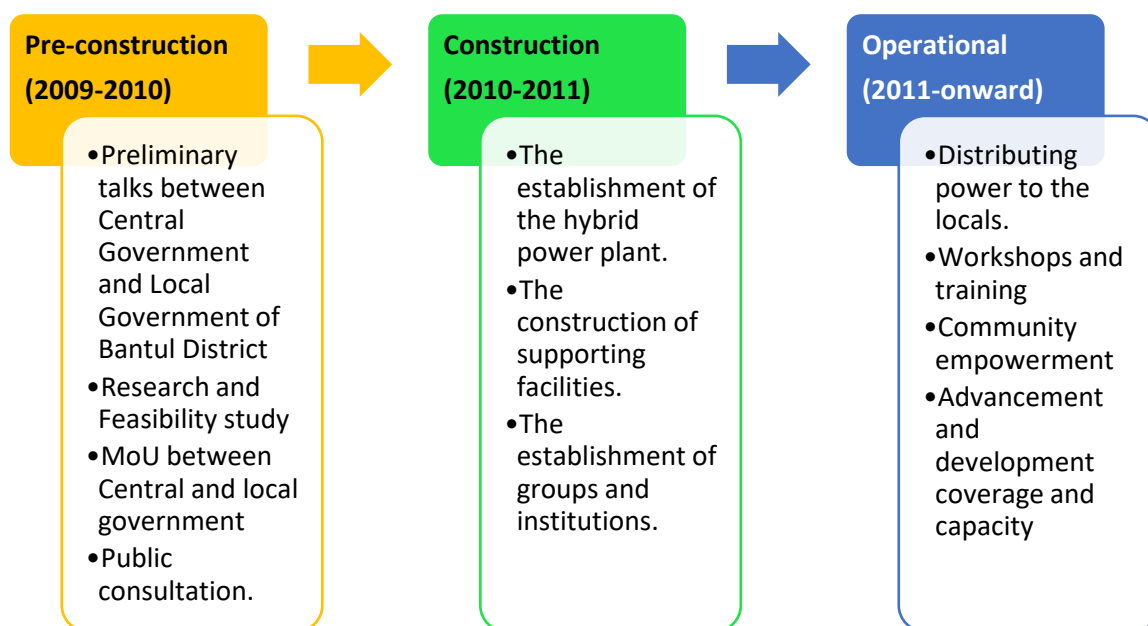 Pre-construction
(2009-2010)
•Preliminary
talks between
Central
Government
and Local
Government of
Bantul District
•Research and
Feasibility study
•MoU between
Central and local
government
•Public
consultation.
Construction
(2010-2011)
•The
establishment of
the hybrid
power plant.
•The
construction of
supporting
facilities.
•The
establishment of
groups and
institutions.
Operational
(2011-onward)
•Distributing
power to the
locals.
•Workshops and
training
•Community
empowerment
•Advancement
and
development
coverage and
capacity